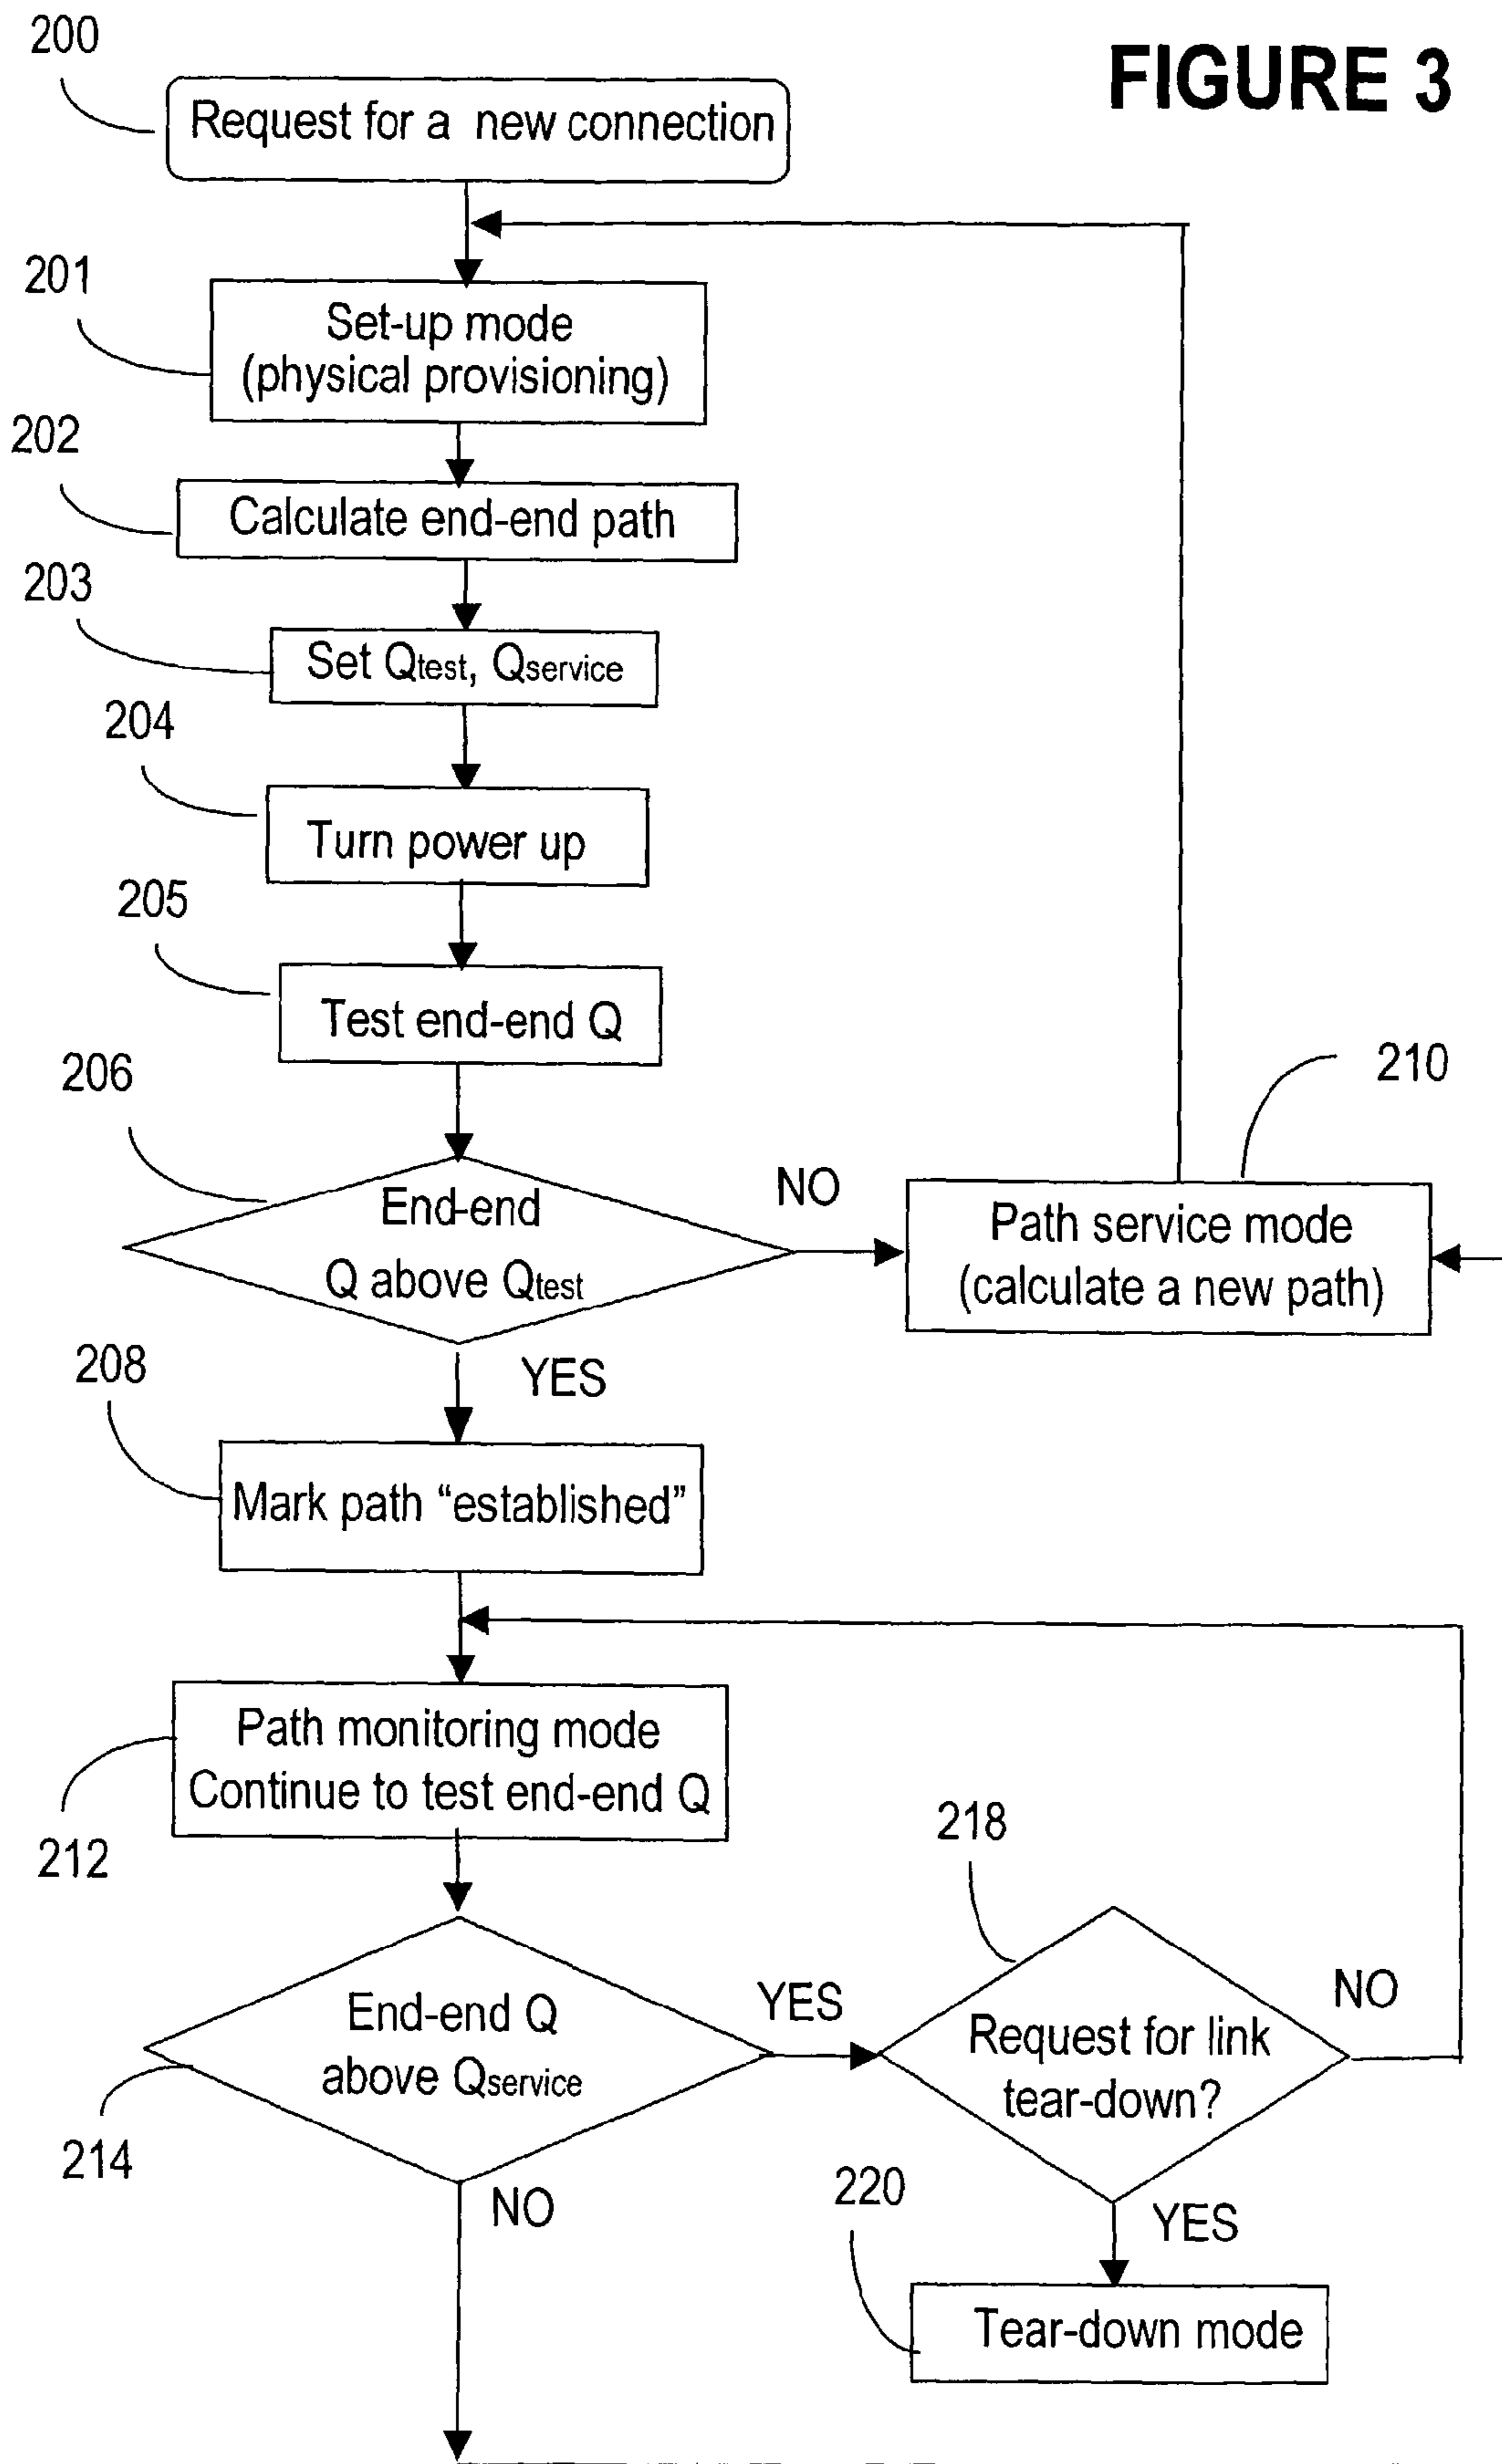 200
FIGURE 3
Request for a new connection
201
Set-up mode
(physical provisioning)
202
Calculate end-end path
203
Set Qtest, Qservice
204
Turn power up
205
Test end-end Q
206
210
NO
End-end
Q above Qtest
Path service mode
(calculate a new path)
208
YES
Mark path “established”
Path monitoring mode
Continue to test end-end Q
212
218
NO
YES
End-end Q
above Qservice
Request for link
tear-down?
214
220
NO
YES
Tear-down mode